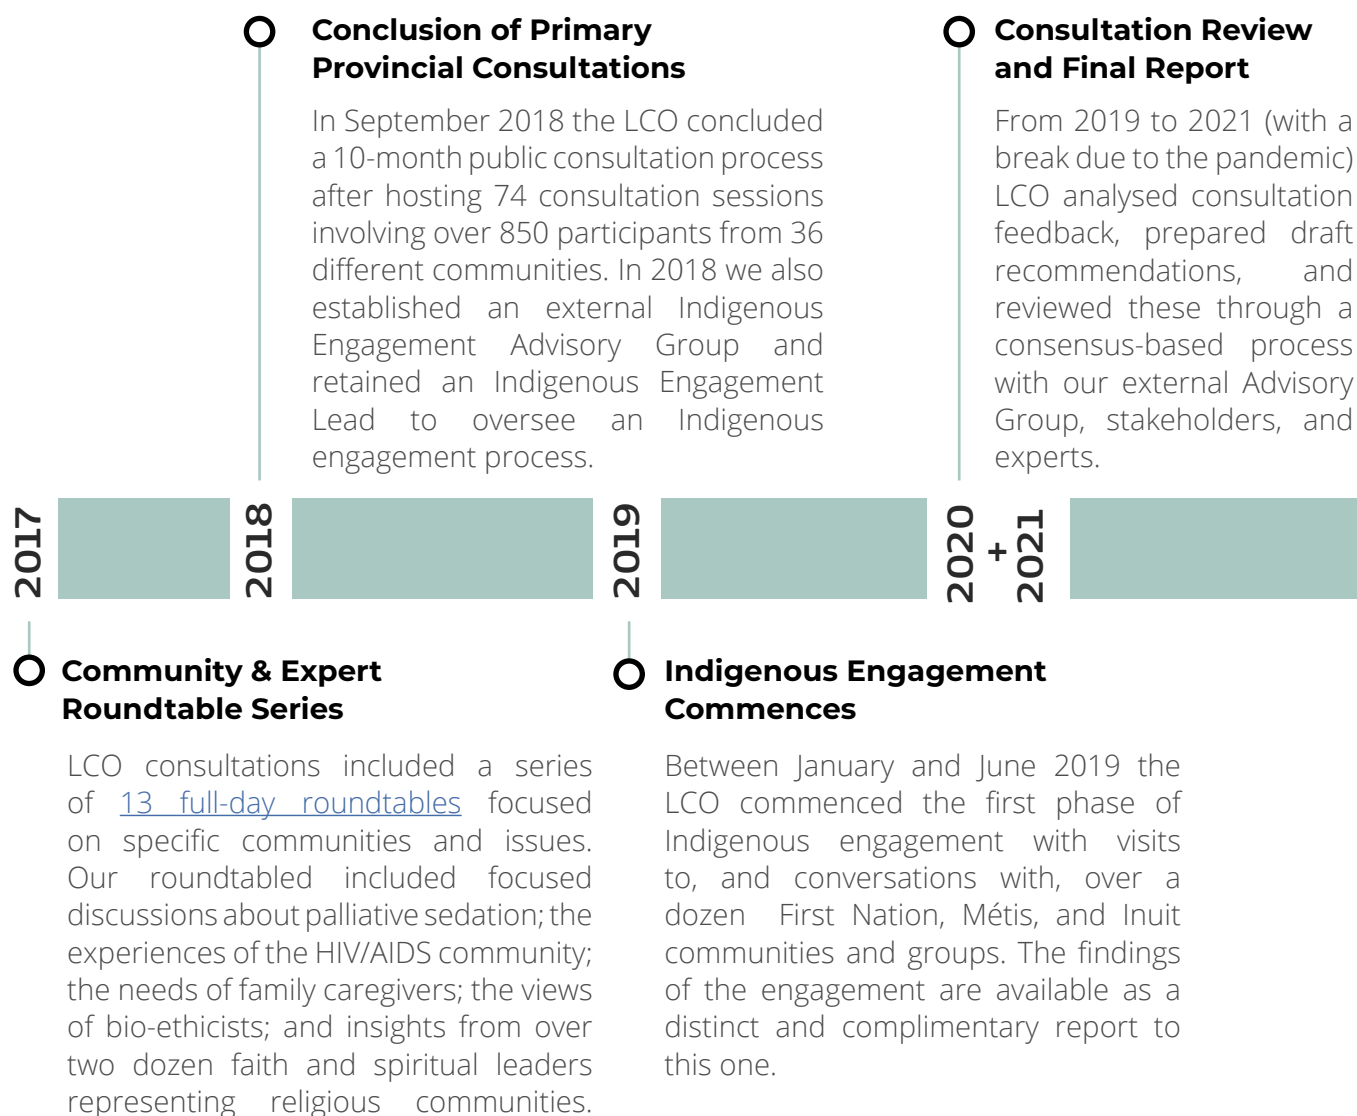 Conclusion of Primary
Provincial Consultations
In September 2018 the LCO concluded
a 10-month public consultation process
after hosting 74 consultation sessions
involving over 850 participants from 36
different communities. In 2018 we also
established an external Indigenous
Engagement Advisory Group and
retained an Indigenous Engagement
Lead to oversee an Indigenous
engagement process.
Consultation Review
and Final Report
From 2019 to 2021 (with a
break due to the pandemic)
LCO analysed consultation
feedback, prepared draft
recommendations, and
reviewed these through a
consensus-based process
with our external Advisory
Group, stakeholders, and
experts.
2017
2018
2019
2020
+
2021
Community & Expert
Roundtable Series
LCO consultations included a series
of 13 full-day roundtables focused
on specific communities and issues.
Our roundtabled included focused
discussions about palliative sedation; the
experiences of the HIV/AIDS community;
the needs of family caregivers; the views
of bio-ethicists; and insights from over
two dozen faith and spiritual leaders
representing religious communities.
Indigenous Engagement
Commences
Between January and June 2019 the
LCO commenced the first phase of
Indigenous engagement with visits
to, and conversations with, over a
dozen First Nation, Métis, and Inuit
communities and groups. The findings
of the engagement are available as a
distinct and complimentary report to
this one.